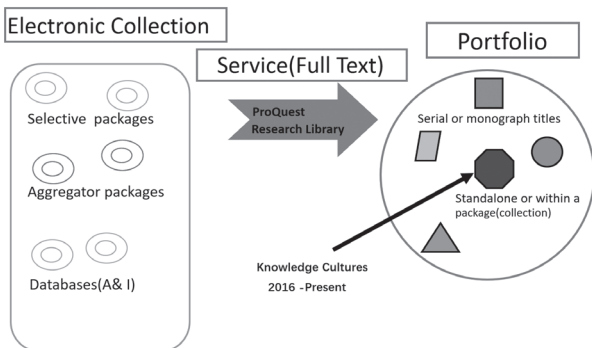 Electronic Collection
Service(Full Text)
Portfolio
Selective packages
Aggregator packages
Databases(A& I)
ProQuest
Research Library
Serial or monograph titles
Standalone or within a
package(collection)
Knowledge Cultures
2016 -Present